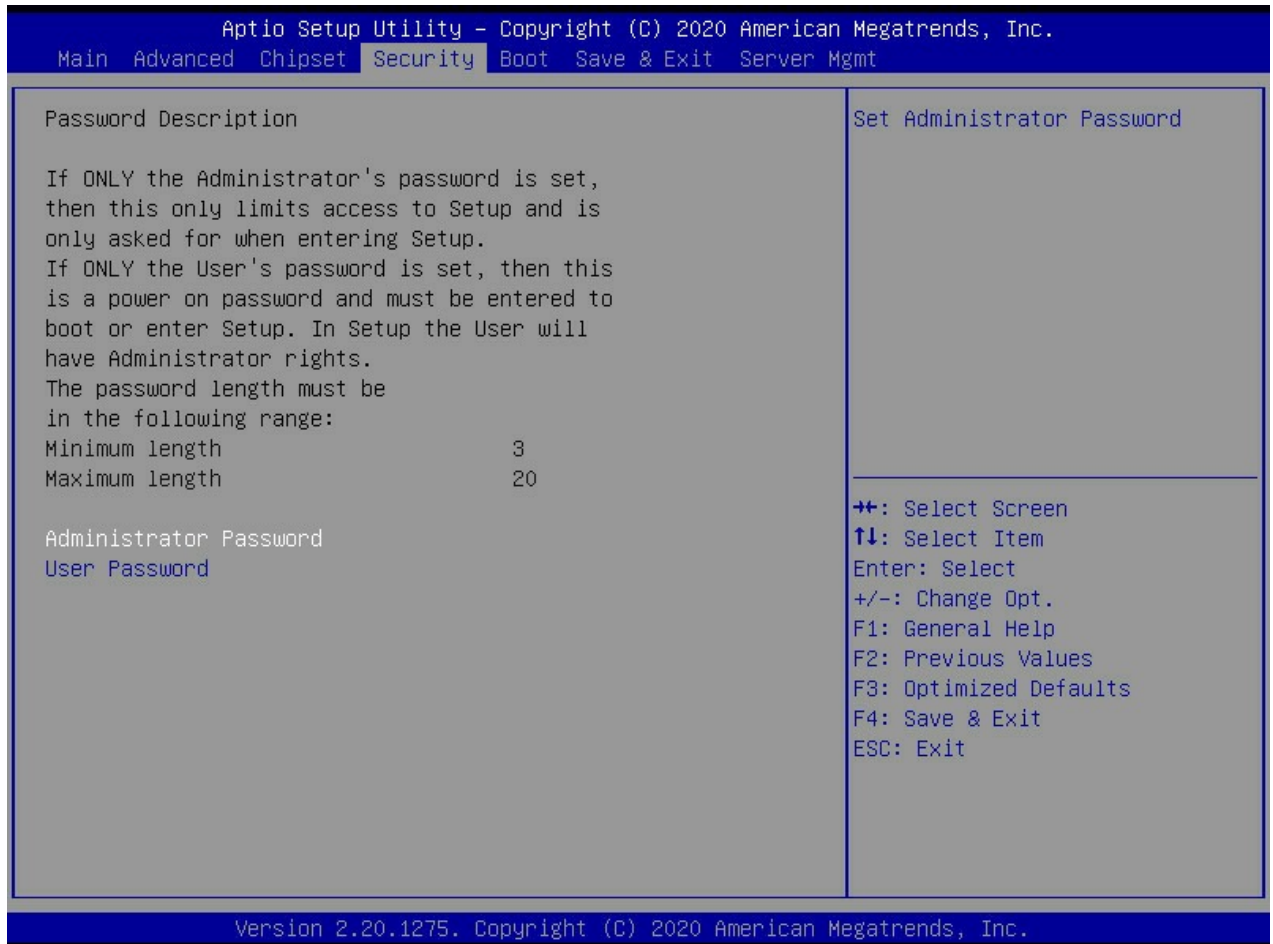 Aptio Setup Utility – Copyright (C) 2020 American Megatrends, Inc.
Main Advanced Chipset Security Boot Save & Exit Server Mgmt
Password Description
If ONLY the Administrator's password is set,
then this only limits access to Setup and is
only asked for when entering Setup.
If ONLY the User's password is set, then this
is a power on password and must be entered to
boot or enter Setup. In Setup the User will
have Administrator rights.
The password length must be
in the following range:
Minimum length 3
Maximum length 20
Administrator Password
User Password
Set Administrator Password
→←: Select Screen
↑↓: Select Item
Enter: Select
+/-: Change Opt.
F1: General Help
F2: Previous Values
F3: Optimized Defaults
F4: Save & Exit
ESC: Exit
Version 2.20.1275. Copyright (C) 2020 American Megatrends, Inc.